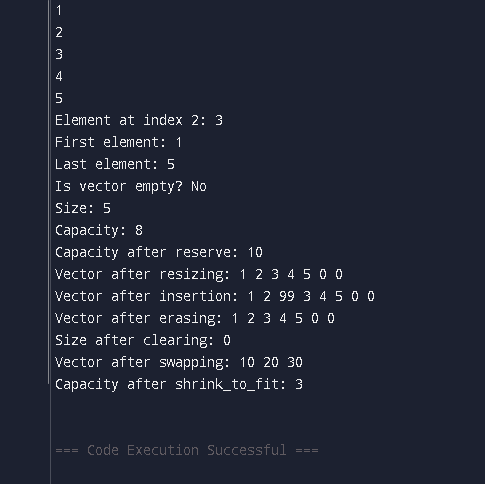 1
2
3
4
5
Element at index 2: 3
First element: 1
Last element: 5
Is vector empty? No
Size: 5
Capacity: 8
Capacity after reserve: 10
Vector after resizing: 1 2 3 4 5 0 0
Vector after insertion: 1 2 99 3 4 5 0 0
Vector after erasing: 1 2 3 4 5 0 0
Size after clearing: 0
Vector after swapping: 10 20 30
Capacity after shrink_to_fit: 3
=== Code Execution Successful ===